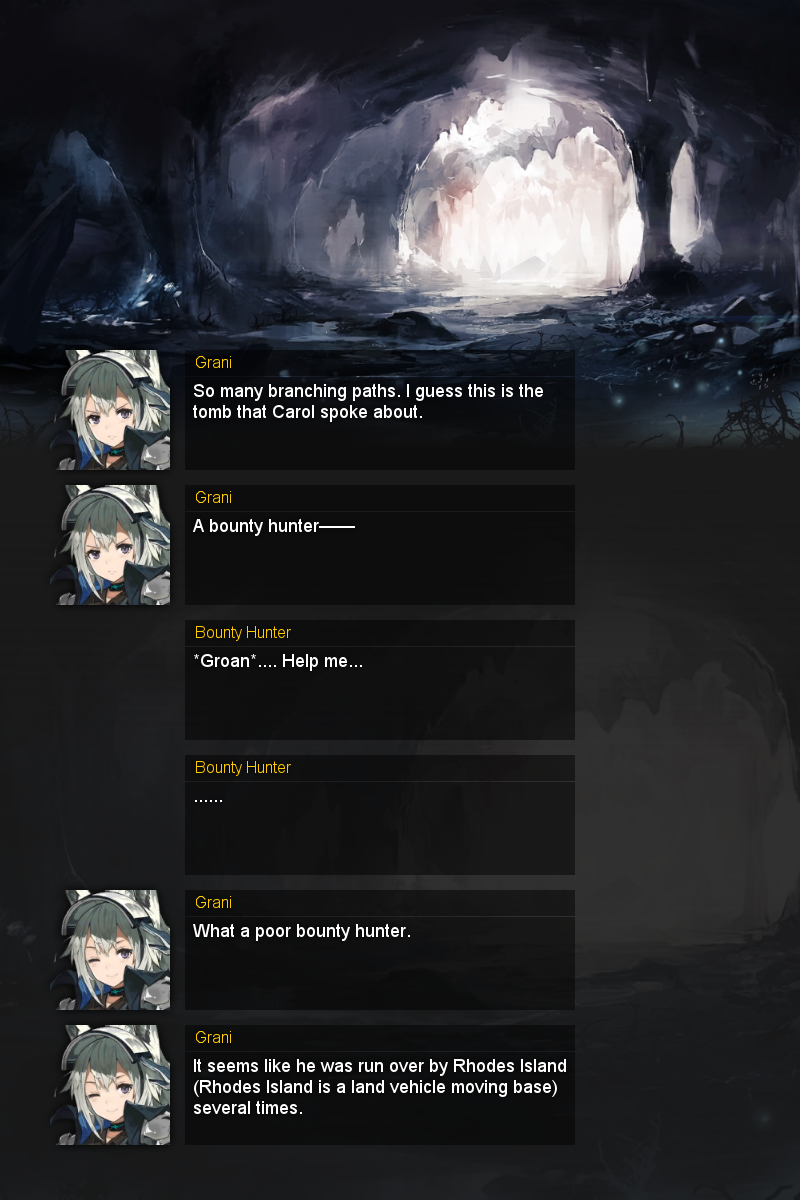 Grani
So many branching paths. I guess this is the
tomb that Carol spoke about.
Grani
A bounty hunter——
Bounty Hunter
*Groan*.... Help me...
Bounty Hunter
......
Grani
What a poor bounty hunter.
Grani
It seems like he was run over by Rhodes Island
(Rhodes Island is a land vehicle moving base)
several times.